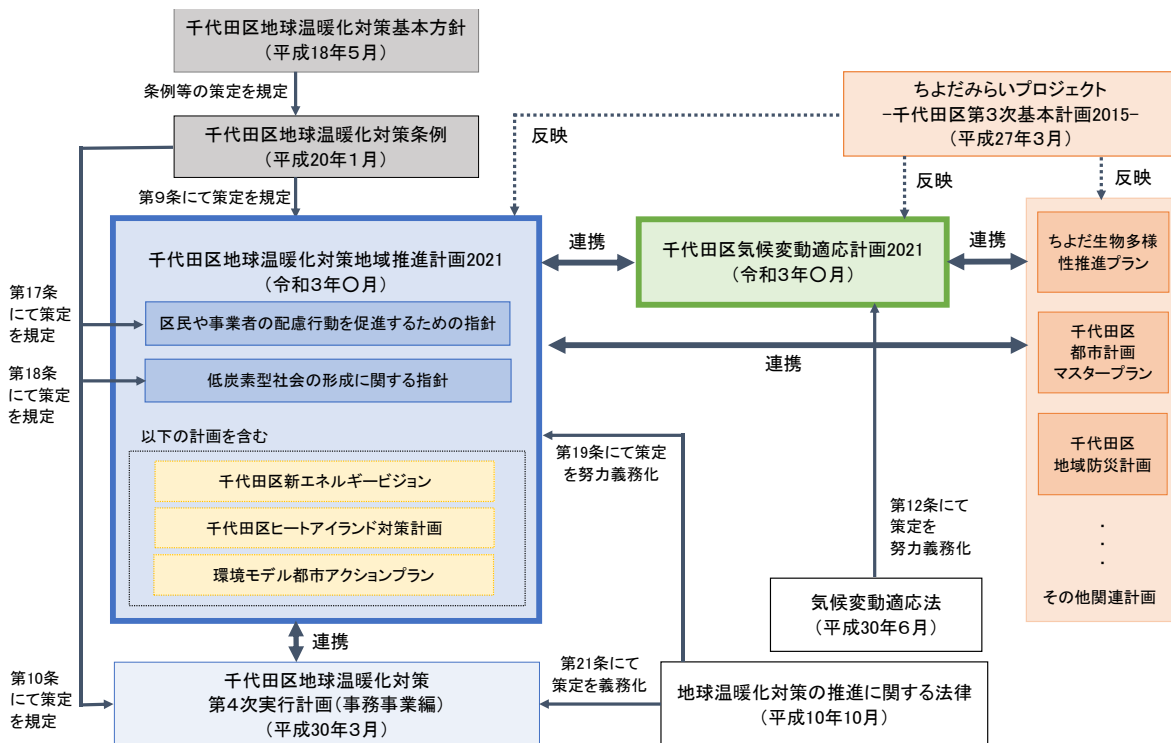 千代田区地球温暖化対策基本方針
（平成18年5月）
条例等の策定を規定
千代田区地球温暖化対策条例
（平成20年1月）
第9条にて策定を規定
ちよだみらいプロジェクト
-千代田区第3次基本計画2015-
（平成27年3月）
反映
反映
反映
千代田区地球温暖化対策地域推進計画2021
（令和3年〇月）
連携
千代田区気候変動適応計画2021
（令和3年〇月）
連携
ちよだ生物多様
性推進プラン
第17条
にて策定
を規定
区民や事業者の配慮行動を促進するための指針
連携
千代田区
都市計画
マスタープラン
第18条
にて策定
を規定
低炭素型社会の形成に関する指針
以下の計画を含む
千代田区新エネルギービジョン
千代田区ヒートアイランド対策計画
環境モデル都市アクションプラン
第19条にて策定
を努力義務化
千代田区
地域防災計画
第12条にて
策定を
努力義務化
・
・
・
その他関連計画
気候変動適応法
（平成30年6月）
連携
第10条
にて策定
を規定
千代田区地球温暖化対策
第4次実行計画（事務事業編）
（平成30年3月）
第21条にて
策定を義務化
地球温暖化対策の推進に関する法律
（平成10年10月）